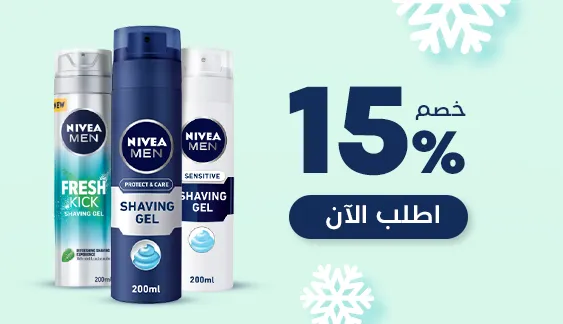 NEW
NIVEA
MEN
FRESH
KICK
SHAVING GEL
200ml
NIVEA
MEN
PROTECT & CARE
SHAVING
GEL
200ml
NIVEA
MEN
SENSITIVE
SHAVING
GEL
200ml
خصم
15%
اطلب الآن